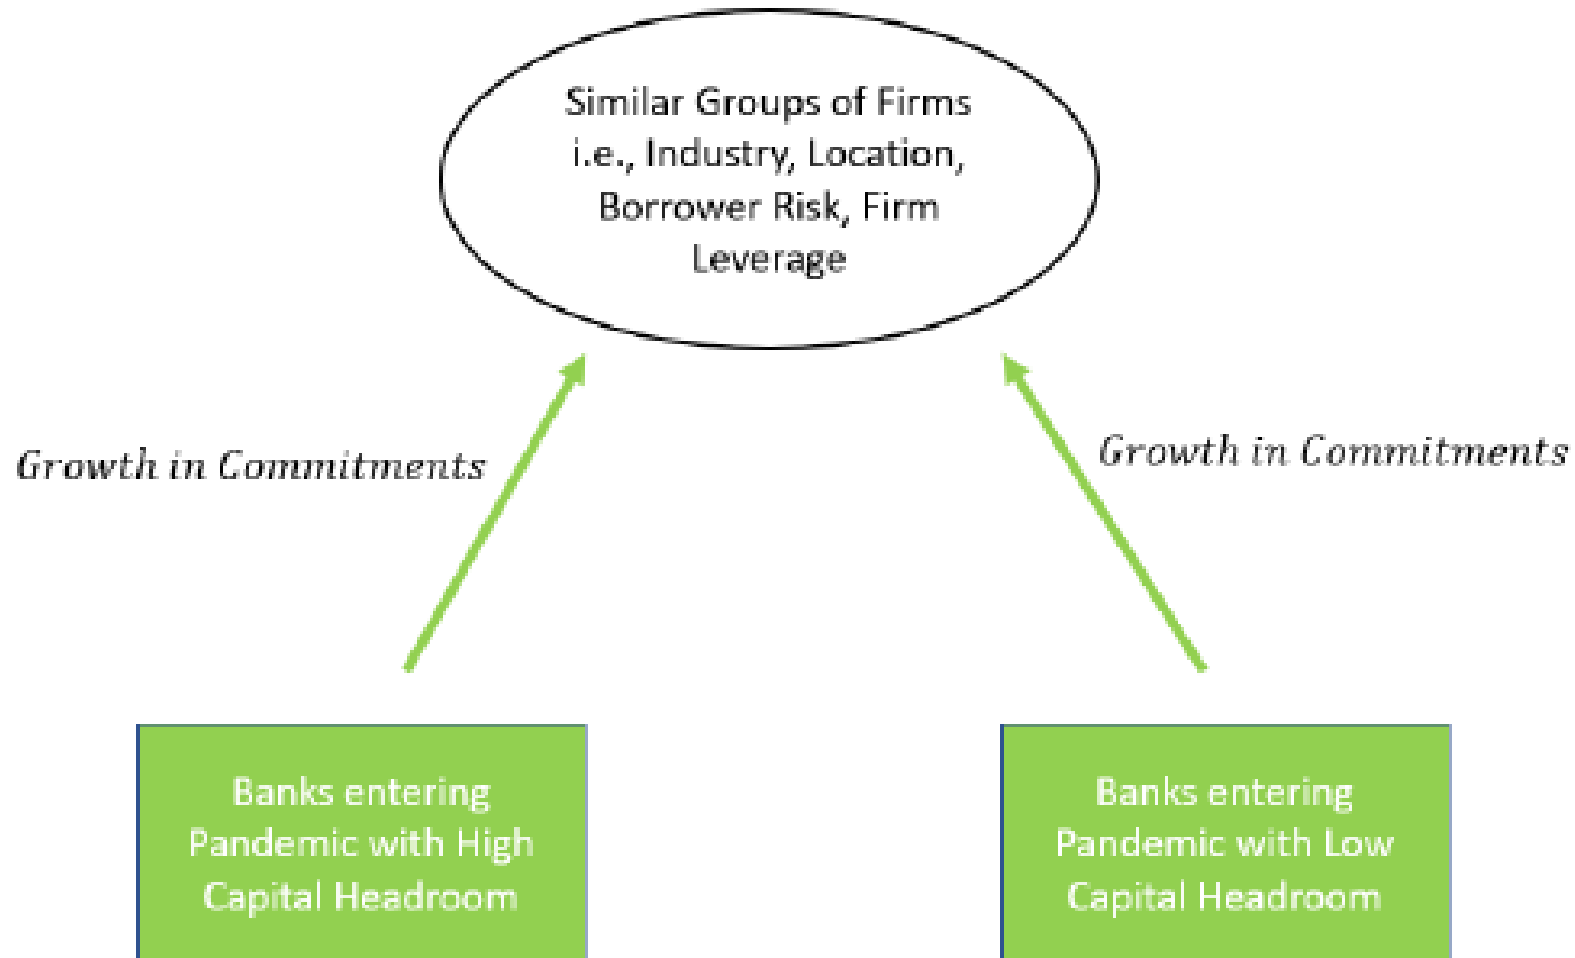 Similar Groups of Firms
i.e., Industry, Location,
Borrower Risk, Firm
Leverage
Growth in Commitments
Growth in Commitments
Banks entering
Pandemic with High
Capital Headroom
Banks entering
Pandemic with Low
Capital Headroom